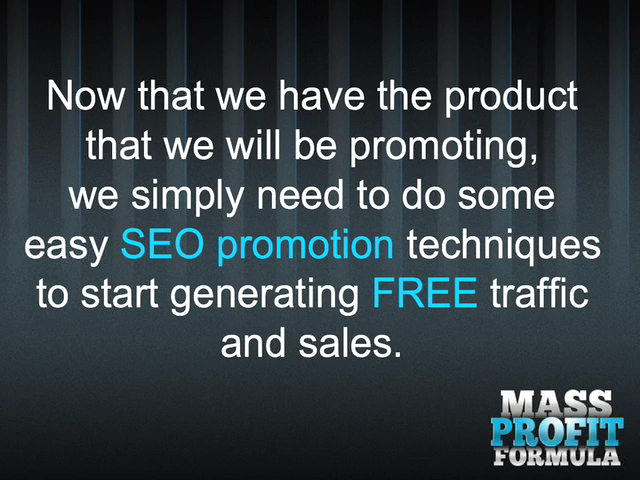 Now that we have the product
that we will be promoting,
we simply need to do some
easy SEO promotion techniques
to start generating FREE traffic
and sales.
MASS
PROFIT
FORMULA